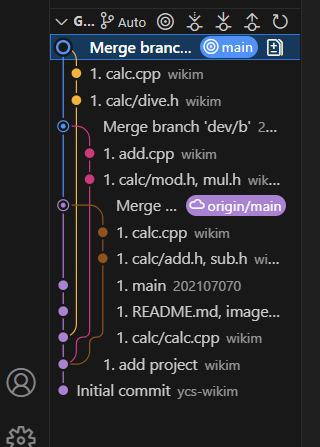 G... Auto
Merge branc... main
1. calc.cpp wikim
1. calc/dive.h wikim
Merge branch 'dev/b' 2...
1. add.cpp wikim
1. calc/mod.h, mul.h wik...
Merge ... origin/main
1. calc.cpp wikim
1. calc/add.h, sub.h wi...
1. main 202107070
1. README.md, image...
1. calc/calc.cpp wikim
1. add project wikim
Initial commit ycs-wikim